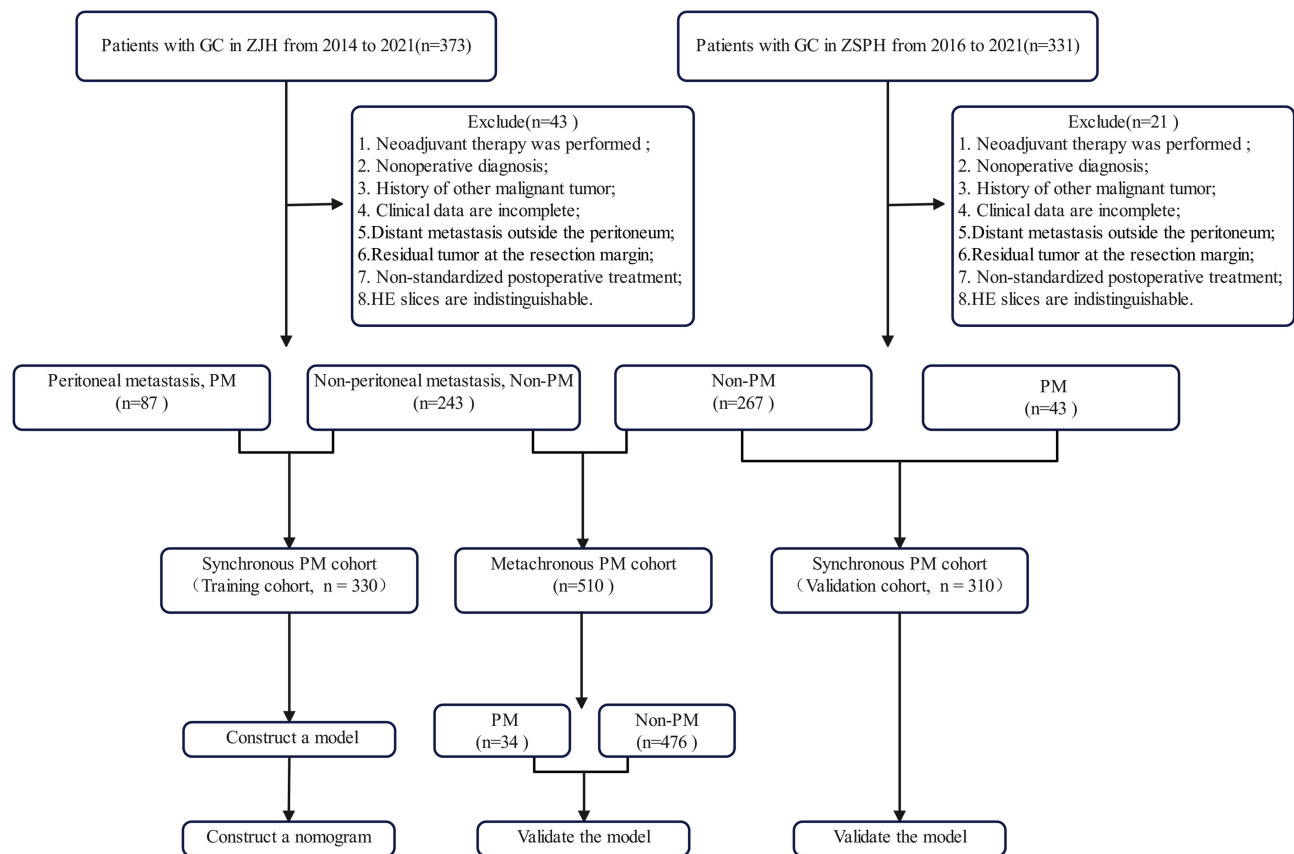 Patients with GC in ZJH from 2014 to 2021(n=373)
Patients with GC in ZSPH from 2016 to 2021(n=331)
Exclude(n=43 )
1. Neoadjuvant therapy was performed ;
2. Nonoperative diagnosis;
3. History of other malignant tumor;
4. Clinical data are incomplete;
5.Distant metastasis outside the peritoneum;
6.Residual tumor at the resection margin;
7. Non-standardized postoperative treatment;
8.HE slices are indistinguishable.
Exclude(n=21 )
1. Neoadjuvant therapy was performed ;
2. Nonoperative diagnosis;
3. History of other malignant tumor;
4. Clinical data are incomplete;
5.Distant metastasis outside the peritoneum;
6.Residual tumor at the resection margin;
7. Non-standardized postoperative treatment;
8.HE slices are indistinguishable.
Peritoneal metastasis, PM
(n=87 )
Non-peritoneal metastasis, Non-PM
(n=243 )
Non-PM
(n=267 )
PM
(n=43 )
Synchronous PM cohort
（Training cohort, n = 330）
Metachronous PM cohort
(n=510 )
Synchronous PM cohort
（Validation cohort, n = 310）
PM
(n=34 )
Non-PM
(n=476 )
Construct a model
Construct a nomogram
Validate the model
Validate the model